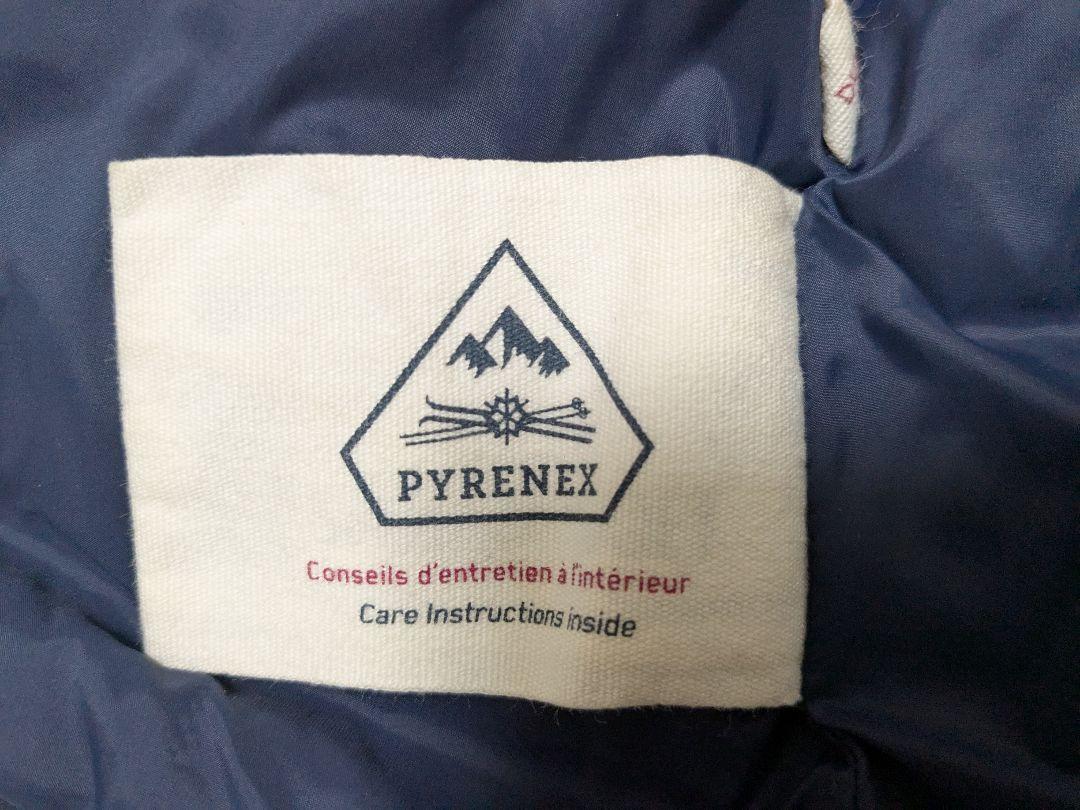 PYRENEX
Conseils d'entretien à l'intérieur
Care Instructions inside